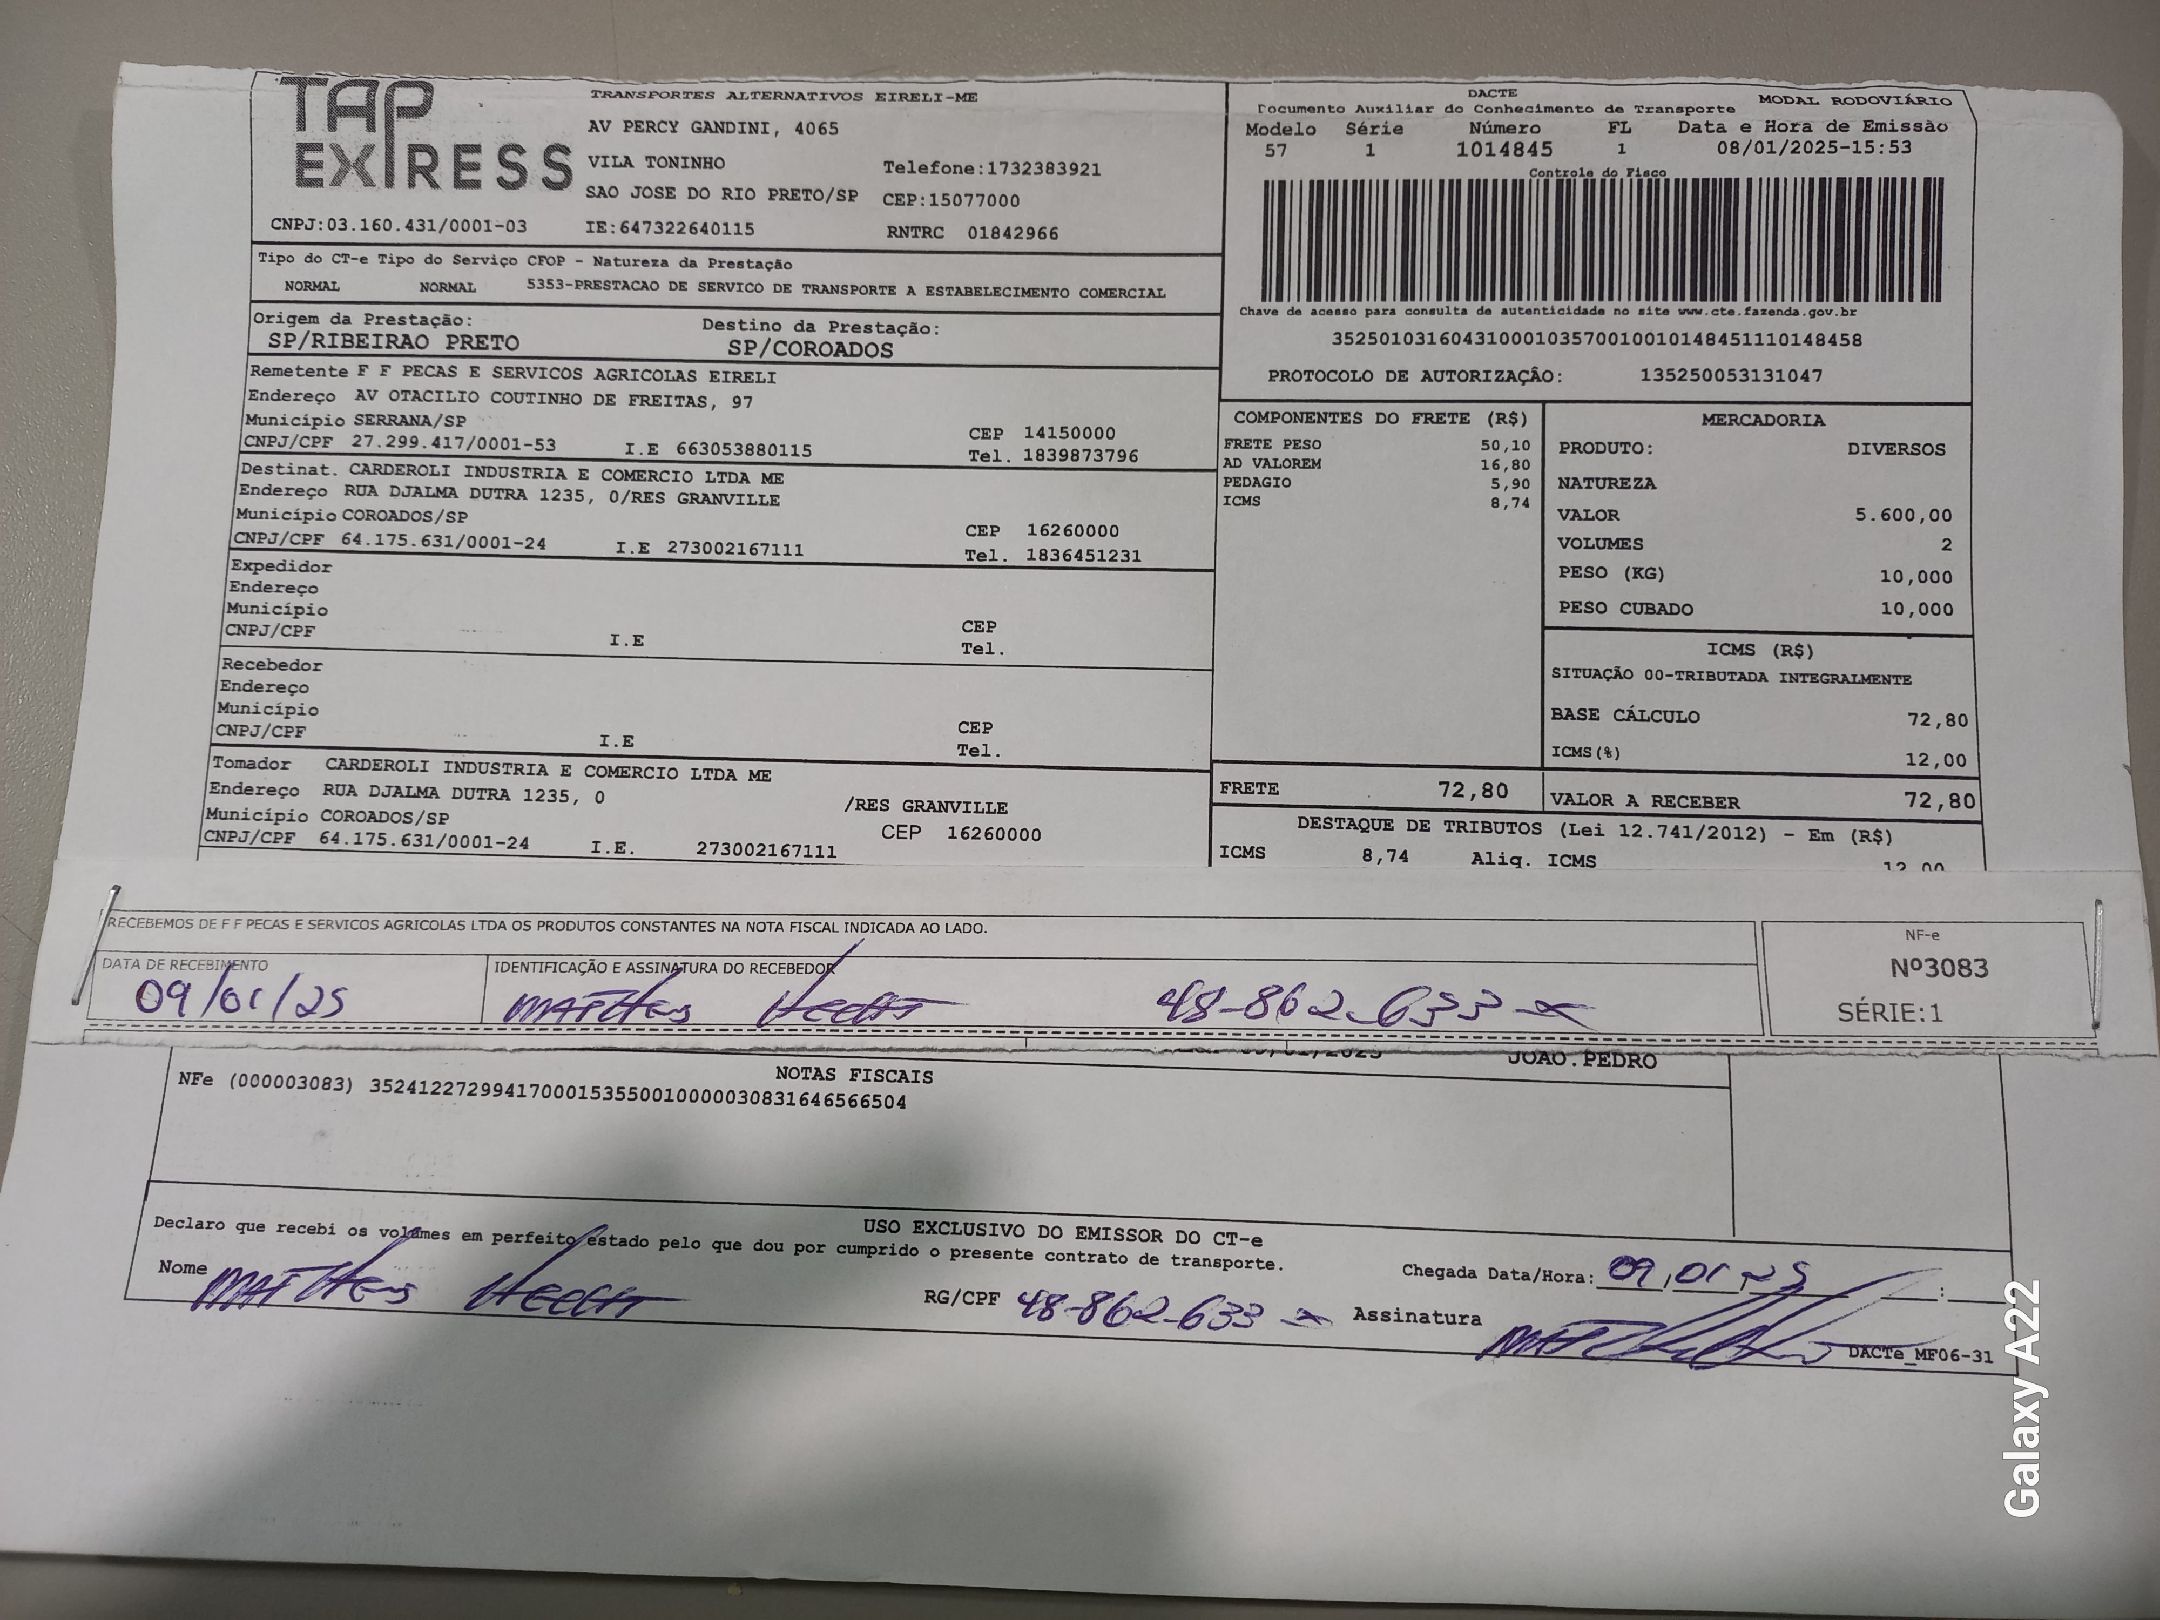 TAP EXPRESS
TRANSPORTES ALTERNATIVOS EIRELI-ME
AV PERCY GANDINI, 4065
VILA TONINHO Telefone:1732383921
SAO JOSE DO RIO PRETO/SP CEP:15077000
CNPJ:03.160.431/0001-03 IE:647322640115 RNTRC 01842966
DACTE
Documento Auxiliar do Conhecimento de Transporte MODAL RODOVIÁRIO
Modelo Série Número FL Data e Hora de Emissão
57 1 1014845 1 08/01/2025-15:53
Controle do Fisco
Chave de acesso para consulta de autenticidade no site www.cte.fazenda.gov.br
35250103160431000103570010010148451110148458
PROTOCOLO DE AUTORIZAÇÂO: 135250053131047
Tipo do CT-e Tipo do Serviço CFOP - Natureza da Prestação
NORMAL NORMAL 5353-PRESTACAO DE SERVICO DE TRANSPORTE A ESTABELECIMENTO COMERCIAL
Origem da Prestação: Destino da Prestação:
SP/RIBEIRAO PRETO SP/COROADOS
Remetente F F PECAS E SERVICOS AGRICOLAS EIRELI
Endereço AV OTACILIO COUTINHO DE FREITAS, 97
Município SERRANA/SP CEP 14150000
CNPJ/CPF 27.299.417/0001-53 I.E 663053880115 Tel. 1839873796
Destinat. CARDEROLI INDUSTRIA E COMERCIO LTDA ME
Endereço RUA DJALMA DUTRA 1235, 0/RES GRANVILLE
Município COROADOS/SP CEP 16260000
CNPJ/CPF 64.175.631/0001-24 I.E 273002167111 Tel. 1836451231
Expedidor
Endereço
Município CEP
CNPJ/CPF I.E Tel.
Recebedor
Endereço
Município CEP
CNPJ/CPF I.E Tel.
Tomador CARDEROLI INDUSTRIA E COMERCIO LTDA ME
Endereço RUA DJALMA DUTRA 1235, 0 /RES GRANVILLE
Município COROADOS/SP CEP 16260000
CNPJ/CPF 64.175.631/0001-24 I.E. 273002167111
COMPONENTES DO FRETE (R$)
FRETE PESO 50,10
AD VALOREM 16,80
PEDAGIO 5,90
ICMS 8,74
MERCADORIA
PRODUTO: DIVERSOS
NATUREZA
VALOR 5.600,00
VOLUMES 2
PESO (KG) 10,000
PESO CUBADO 10,000
ICMS (R$)
SITUAÇÃO 00-TRIBUTADA INTEGRALMENTE
BASE CÁLCULO 72,80
ICMS(%) 12,00
FRETE 72,80 VALOR A RECEBER 72,80
DESTAQUE DE TRIBUTOS (Lei 12.741/2012) - Em (R$)
ICMS 8,74 Aliq. ICMS 12,00
RECEBEMOS DE F F PECAS E SERVICOS AGRICOLAS LTDA OS PRODUTOS CONSTANTES NA NOTA FISCAL INDICADA AO LADO.
DATA DE RECEBIMENTO IDENTIFICAÇÃO E ASSINATURA DO RECEBEDOR
09/01/25 MATTHES 48-862-633-x
NF-e
Nº3083
SÉRIE:1
JOAO.PEDRO
NOTAS FISCAIS
NFe (000003083) 35241227299417000153550010000030831646566504
USO EXCLUSIVO DO EMISSOR DO CT-e
Declaro que recebi os volumes em perfeito estado pelo que dou por cumprido o presente contrato de transporte.
Nome MATTHES RG/CPF 48-862-633-x
Chegada Data/Hora: 09,01,25 :
Assinatura
DACTe_MF06-31
Galaxy A22